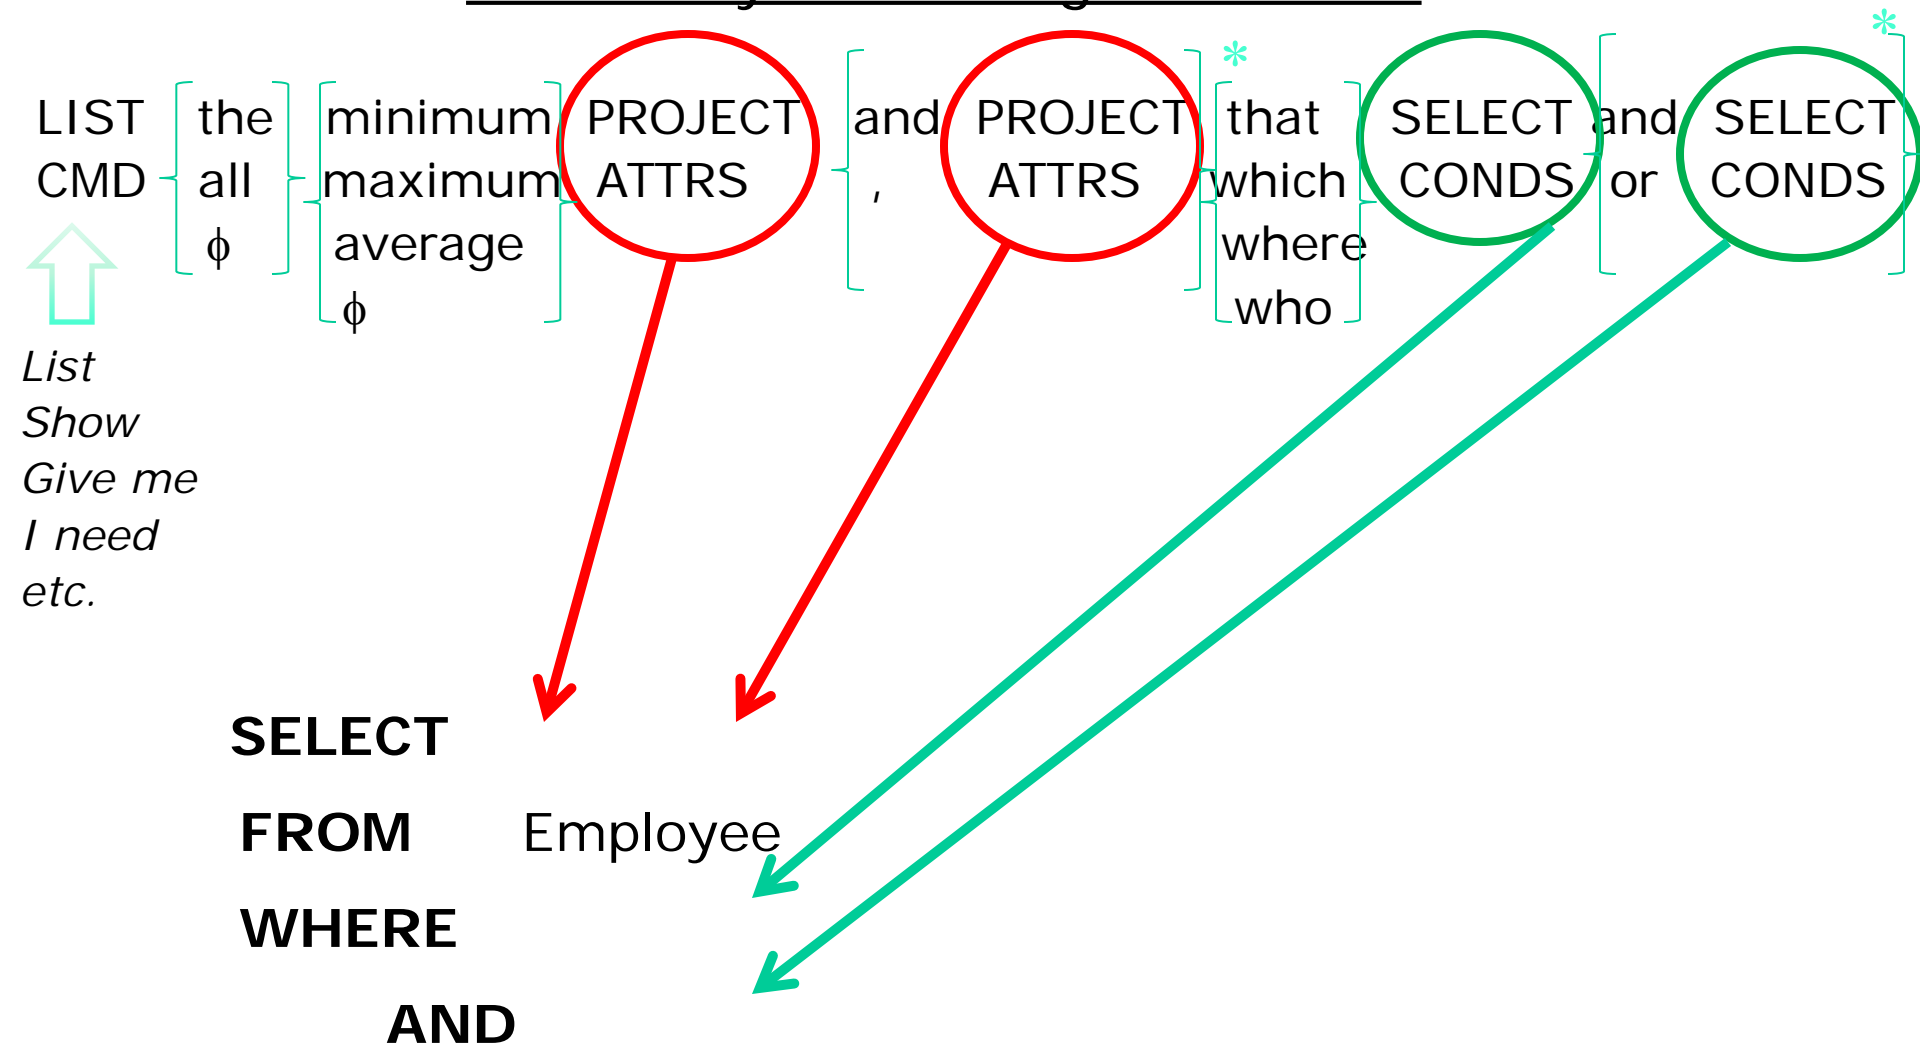 *
*
LIST the minimum PROJECT and PROJECT that SELECT and SELECT
CMD all maximum ATTRS , ATTRS which CONDS or CONDS
ϕ average where
ϕ who
List
Show
Give me
I need
etc.
SELECT
FROM Employee
WHERE
AND